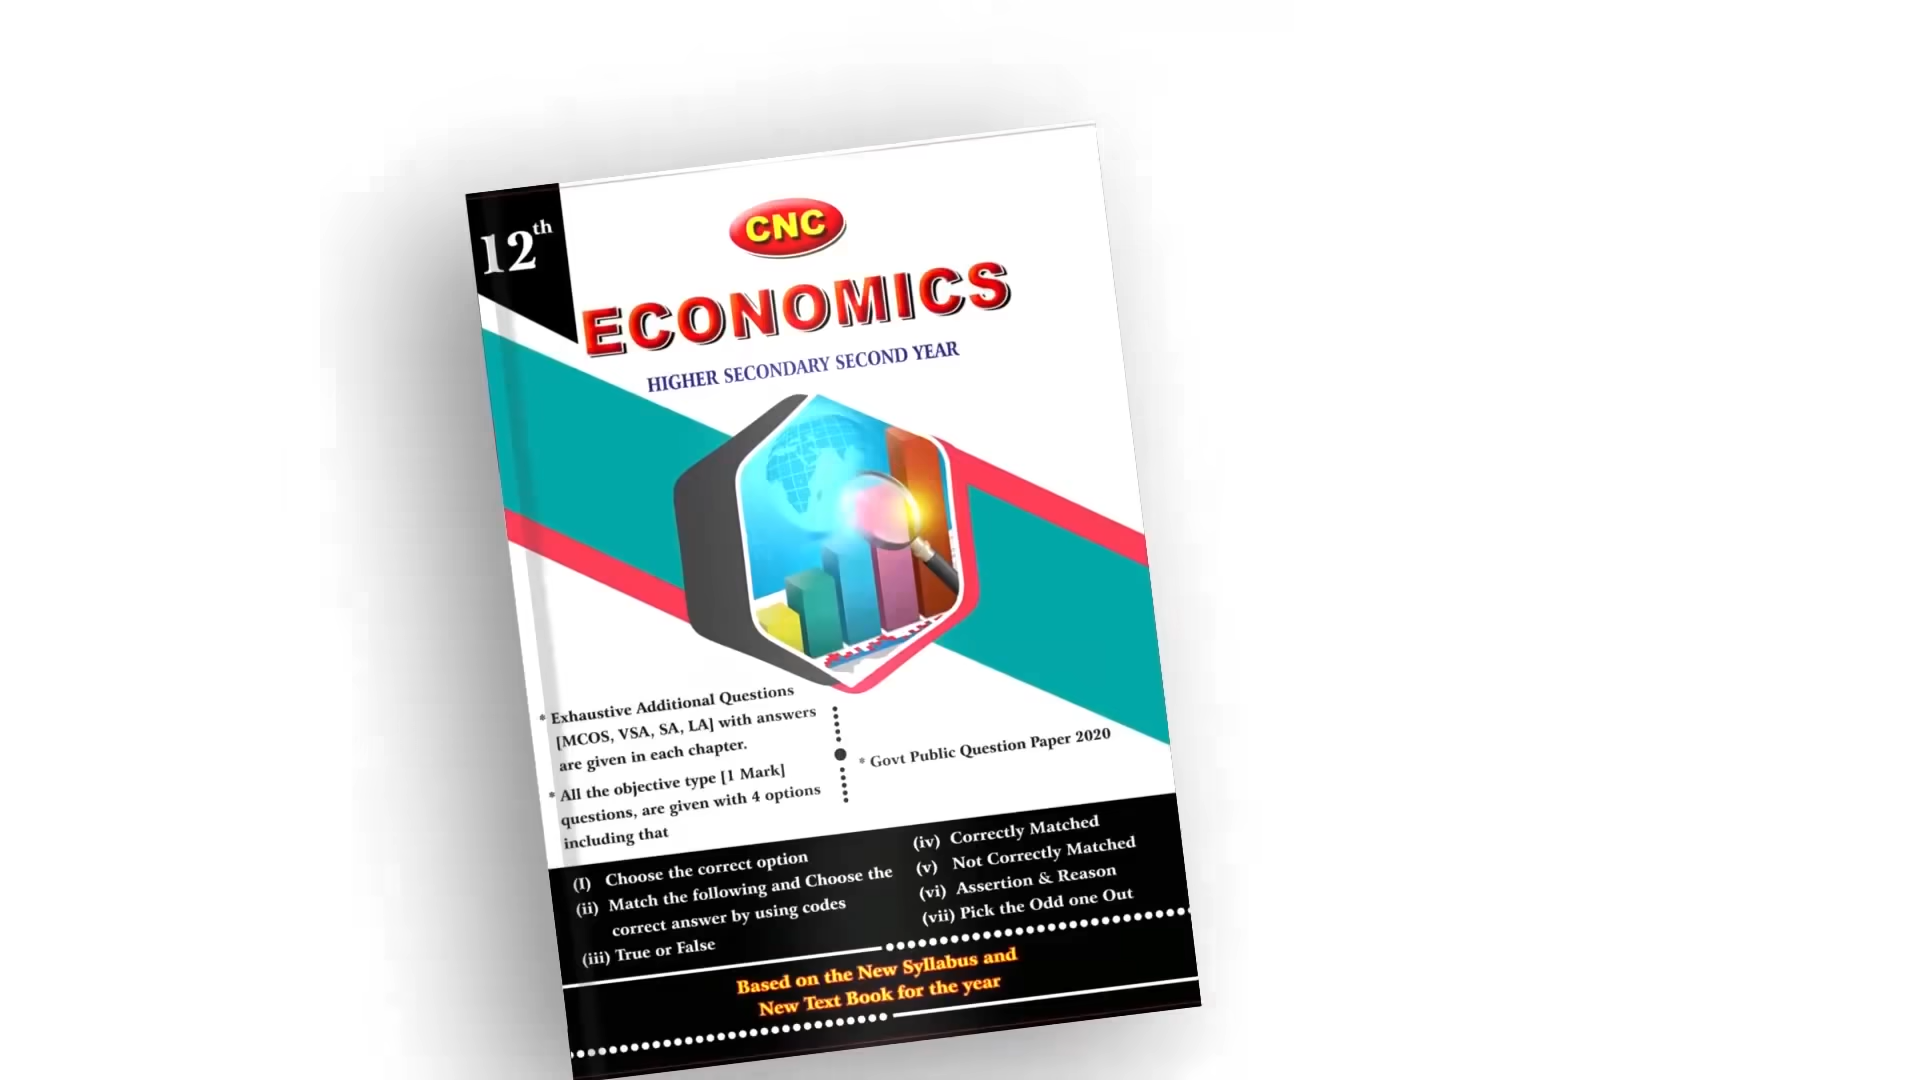 12th
CNC
ECONOMICS
HIGHER SECONDARY SECOND YEAR
* Exhaustive Additional Questions
[MCOS, VSA, SA, LA] with answers
are given in each chapter.
* All the objective type [1 Mark]
questions, are given with 4 options
including that
* Govt Public Question Paper 2020
(I) Choose the correct option
(ii) Match the following and Choose the
correct answer by using codes
(iii) True or False
(iv) Correctly Matched
(v) Not Correctly Matched
(vi) Assertion & Reason
(vii) Pick the Odd one Out
Based on the New Syllabus and
New Text Book for the year